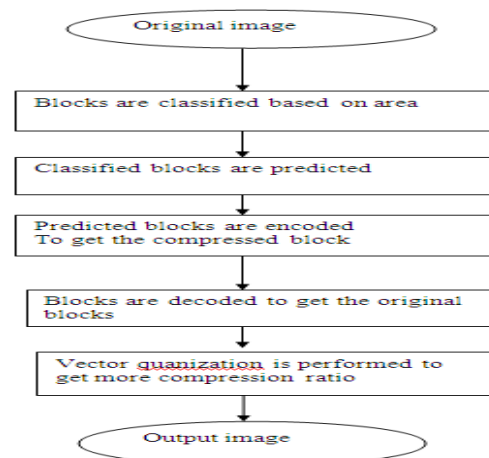 Original image
Blocks are classified based on area
Classified blocks are predicted
Predicted blocks are encoded
To get the compressed block
Blocks are decoded to get the original
blocks
Vector quanization is performed to
get more compression ratio
Output image